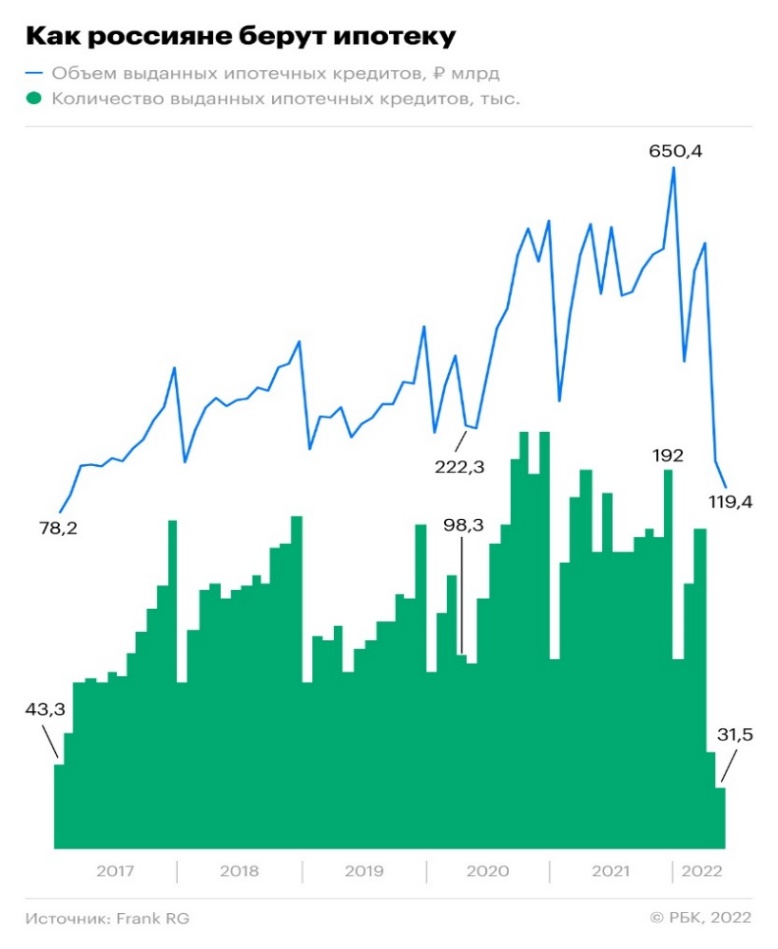 Как россияне берут ипотеку
Объем выданных ипотечных кредитов, ₽ млрд
Количество выданных ипотечных кредитов, тыс.
650,4
222,3
192
119,4
78,2
98,3
43,3
31,5
2017 2018 2019 2020 2021 2022
Источник: Frank RG © РБК, 2022